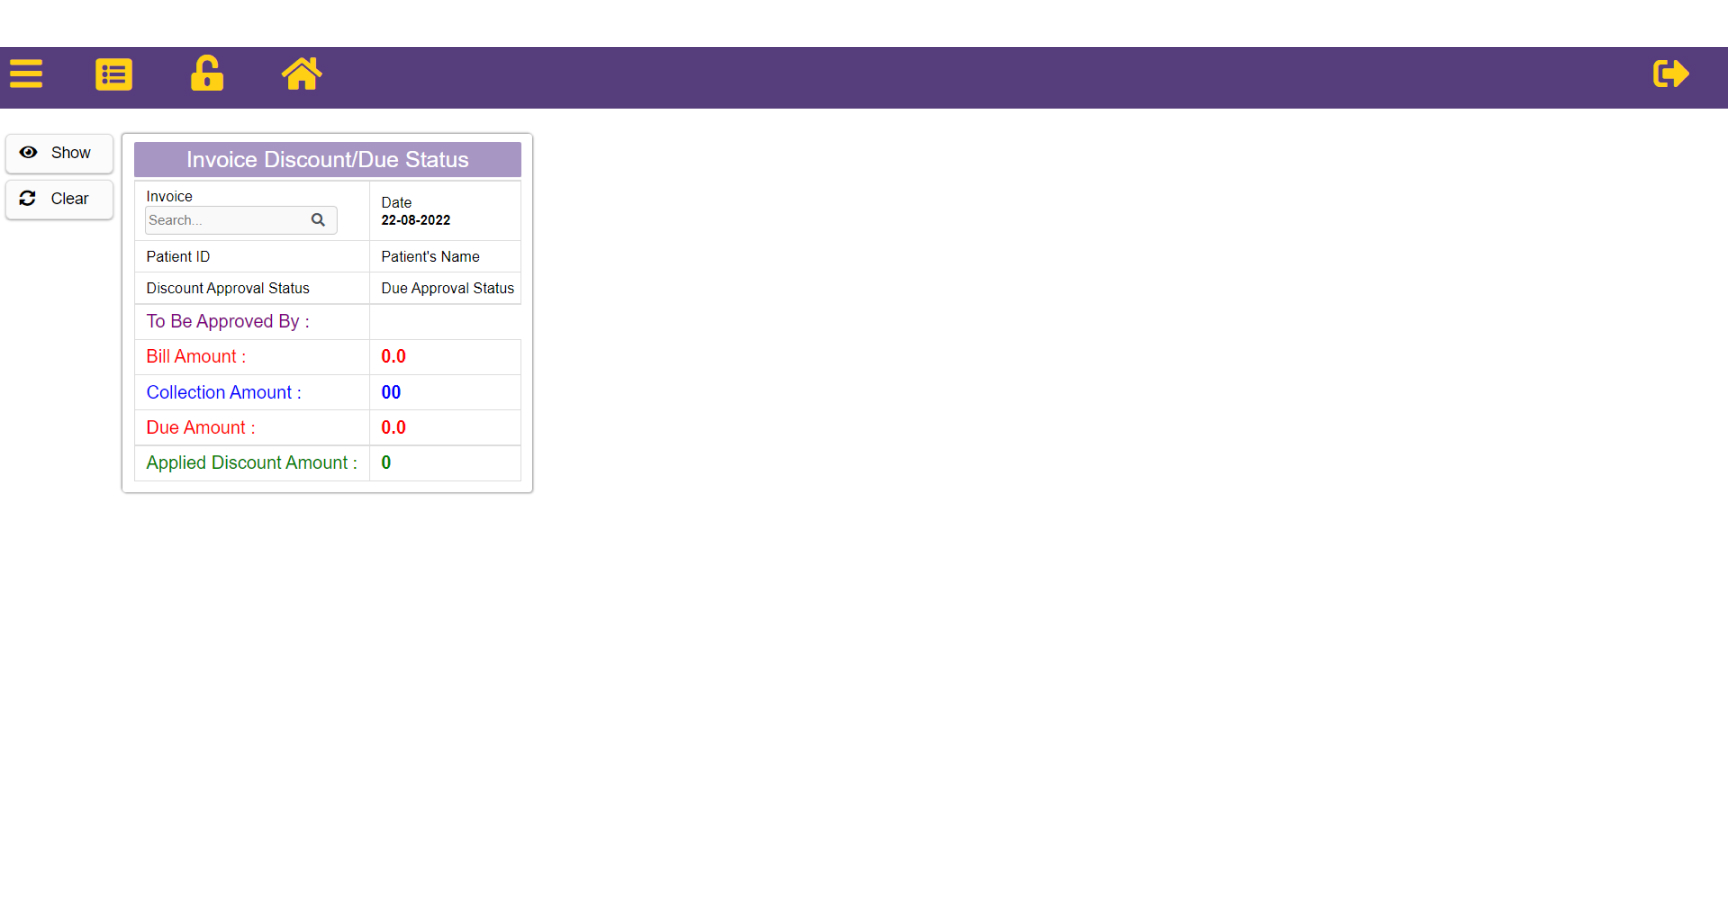 Show
Clear
Invoice Discount/Due Status
Invoice
Search...
Date
22-08-2022
Patient ID
Patient's Name
Discount Approval Status
Due Approval Status
To Be Approved By :
Bill Amount :
0.0
Collection Amount :
00
Due Amount :
0.0
Applied Discount Amount :
0